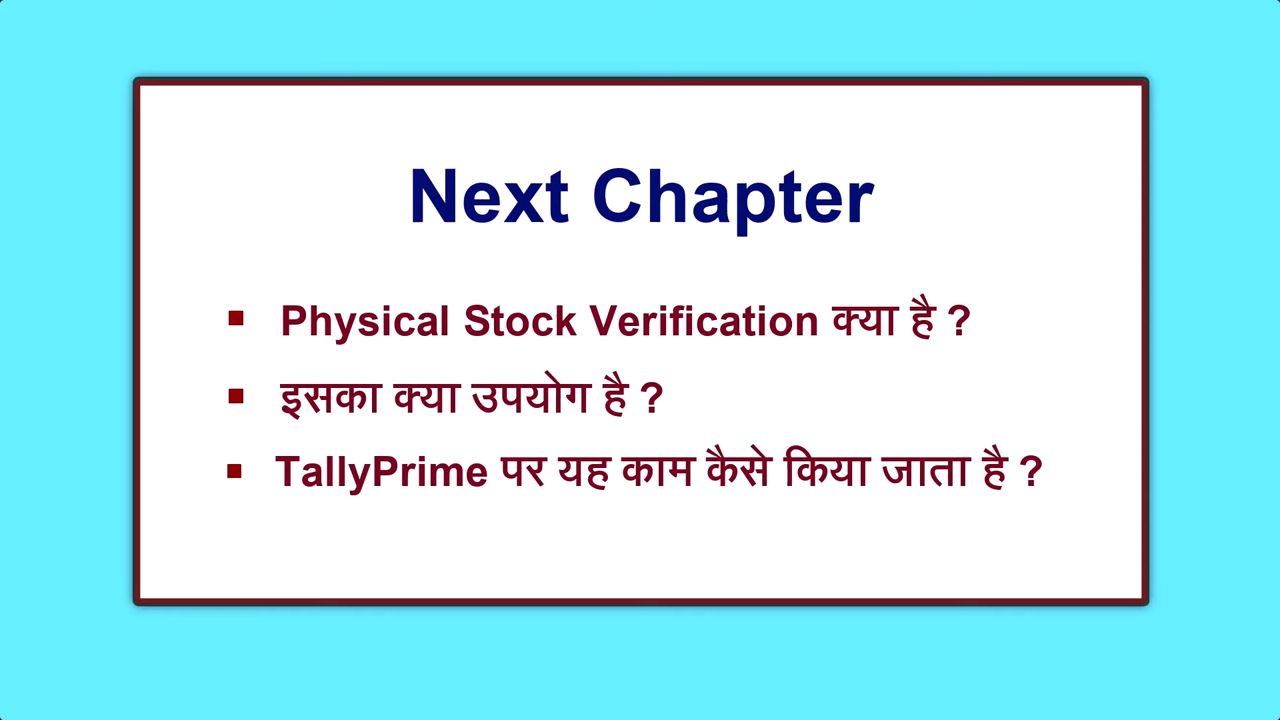 Next Chapter
▪ Physical Stock Verification क्या है ?
▪ इसका क्या उपयोग है ?
▪ TallyPrime पर यह काम कैसे किया जाता है ?